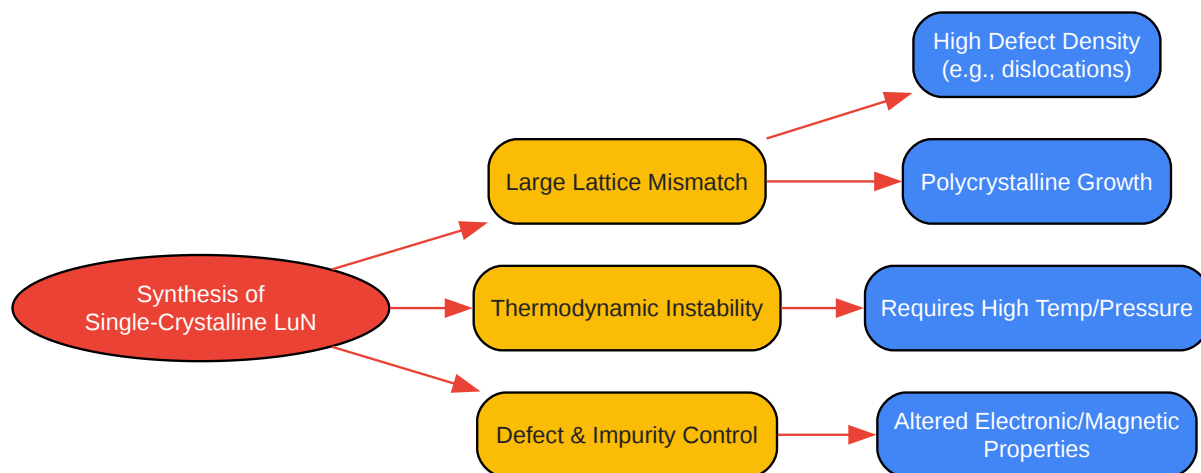 High Defect Density
(e.g., dislocations)
Large Lattice Mismatch
Polycrystalline Growth
Synthesis of
Single-Crystalline LuN
Thermodynamic Instability
Requires High Temp/Pressure
Defect & Impurity Control
Altered Electronic/Magnetic
Properties